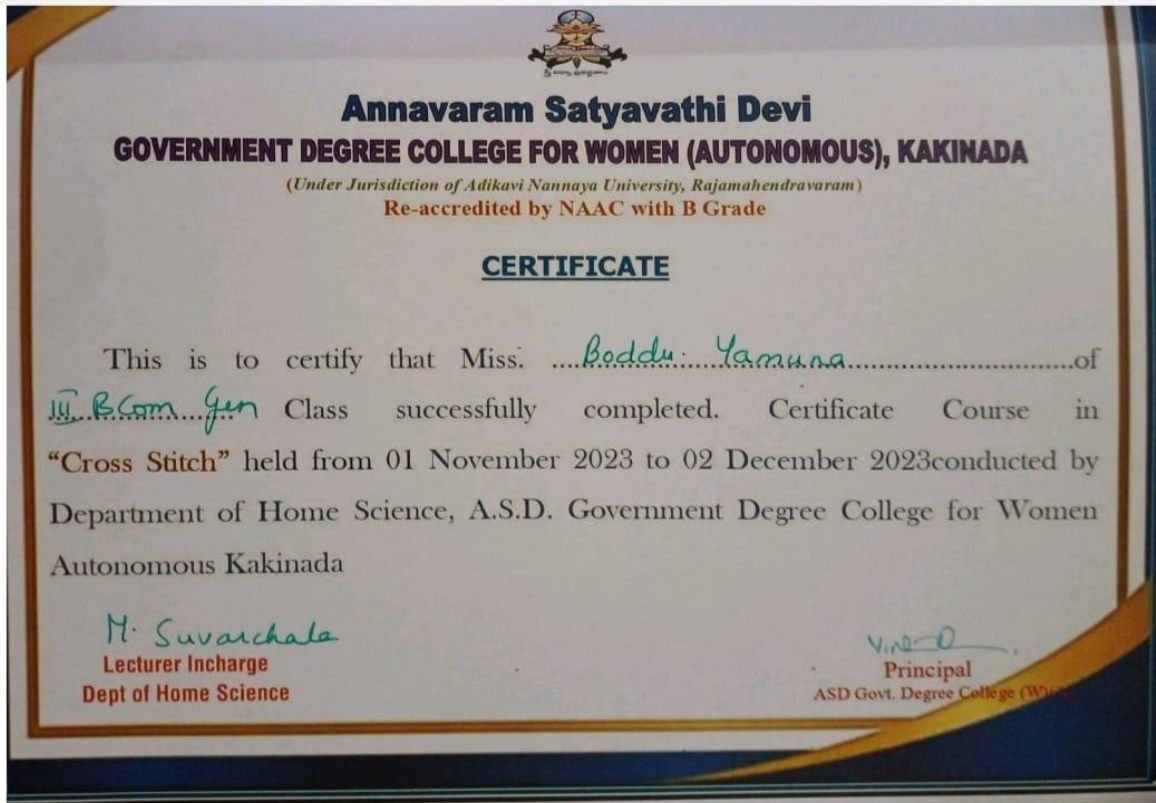 Annavaram Satyavathi Devi
GOVERNMENT DEGREE COLLEGE FOR WOMEN (AUTONOMOUS), KAKINADA
(Under Jurisdiction of Adikavi Nannaya University, Rajamahendravaram)
Re-accredited by NAAC with B Grade
CERTIFICATE
This is to certify that Miss. ....Boddu....Yamuna..................................of
III BCom Gen Class successfully completed. Certificate Course in
“Cross Stitch” held from 01 November 2023 to 02 December 2023conducted by
Department of Home Science, A.S.D. Government Degree College for Women
Autonomous Kakinada
M. Suvarchala
Lecturer Incharge
Dept of Home Science
Principal
ASD Govt. Degree College (W)